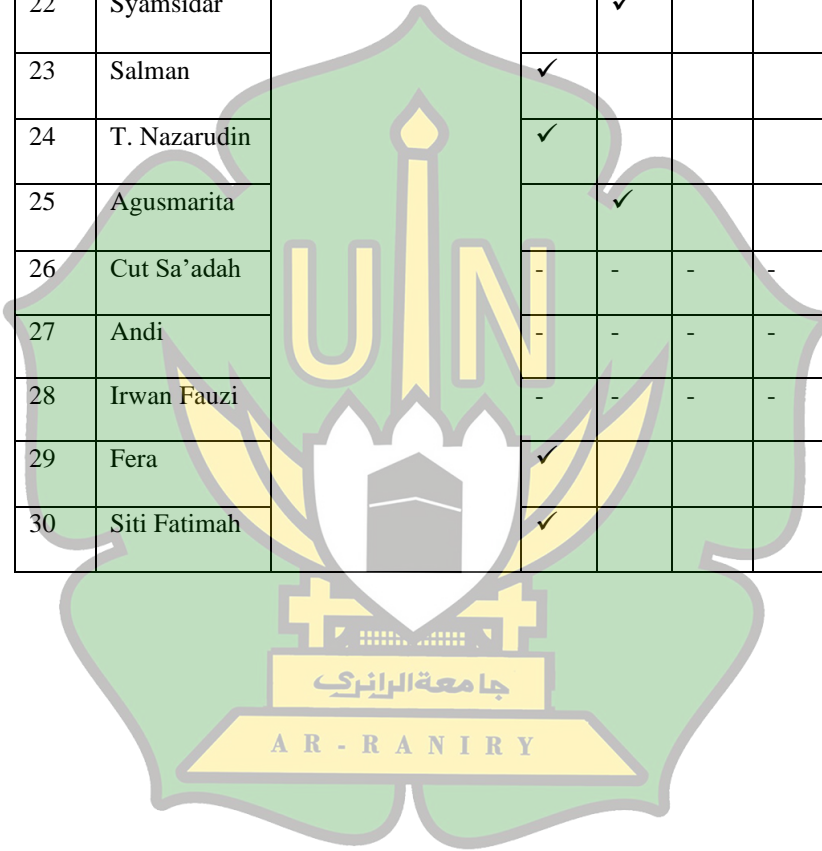 22 Syamsidar ✓
23 Salman ✓
24 T. Nazarudin ✓
25 Agusmarita ✓
26 Cut Sa’adah - - - -
27 Andi - - - -
28 Irwan Fauzi - - - -
29 Fera ✓
30 Siti Fatimah ✓
UIN
جامعة الرانري
AR-RANIRY